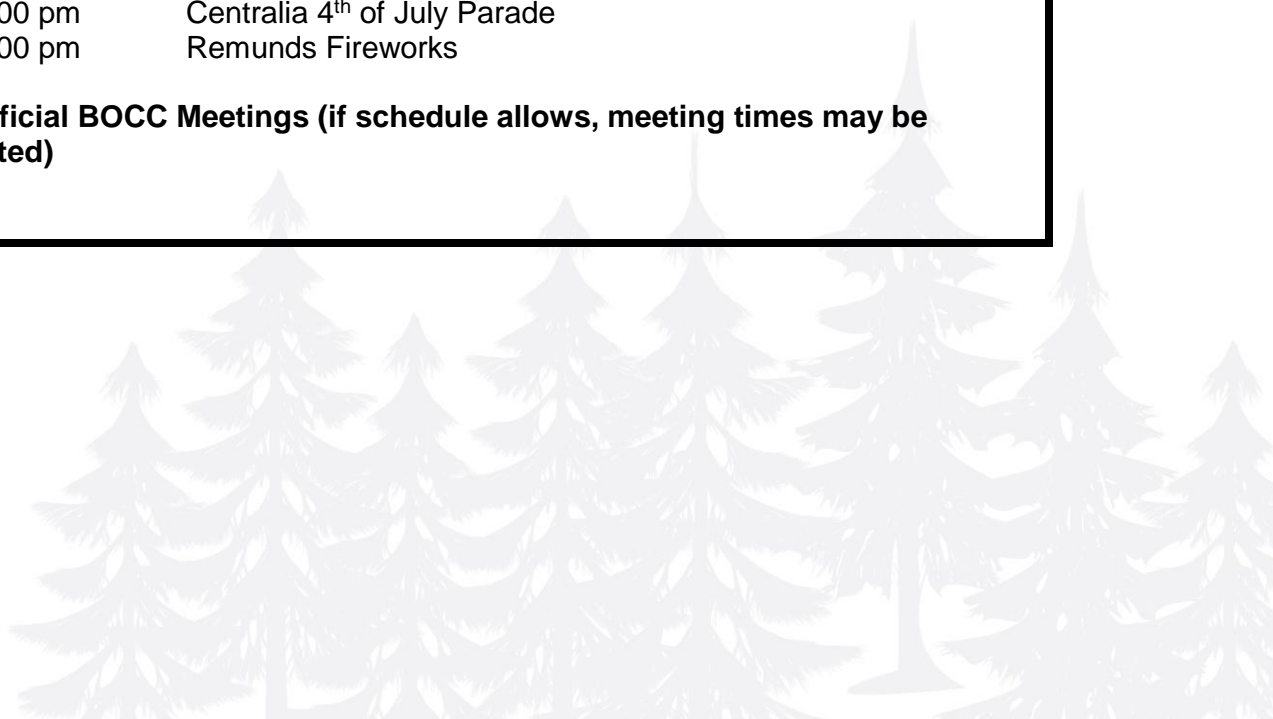 00 pm Centralia 4th of July Parade
00 pm Remunds Fireworks
ficial BOCC Meetings (if schedule allows, meeting times may be
ted)